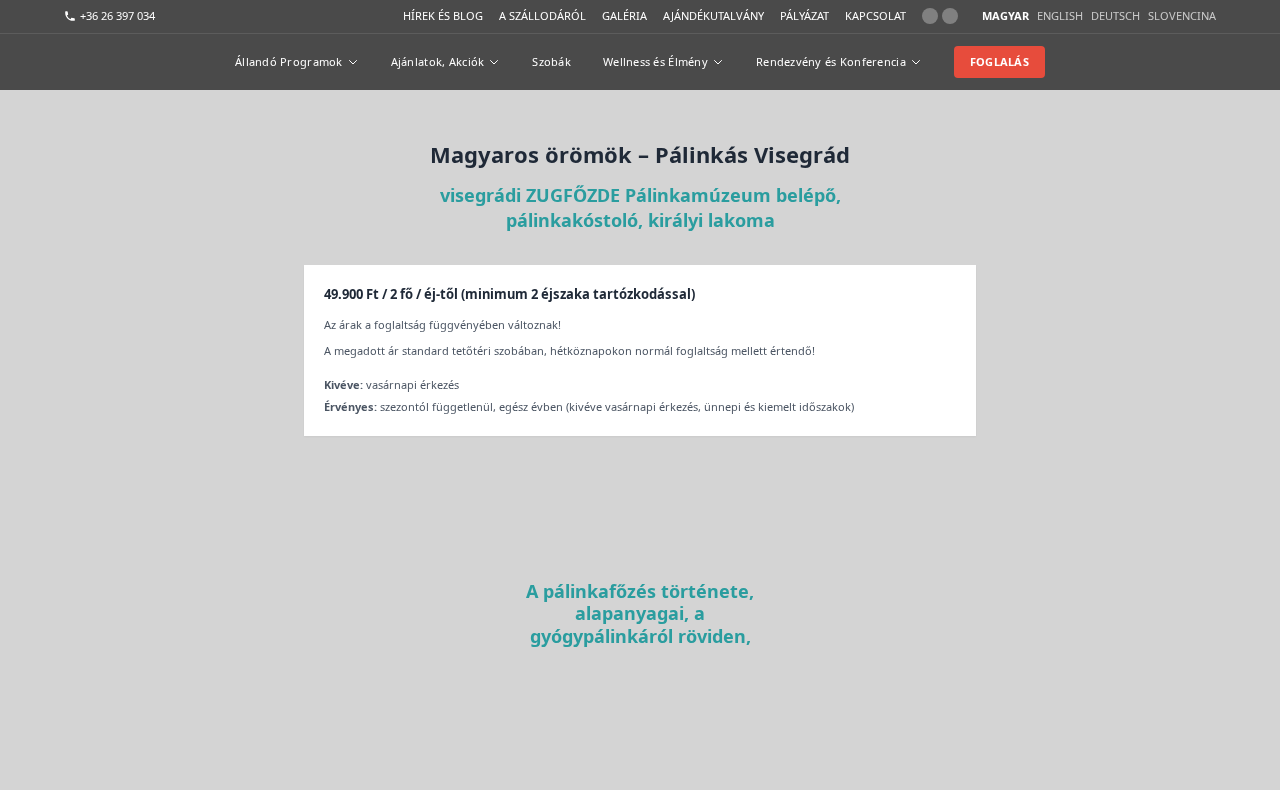 +36 26 397 034
HÍREK ÉS BLOG A SZÁLLODÁRÓL GALÉRIA AJÁNDÉKUTALVÁNY PÁLYÁZAT KAPCSOLAT MAGYAR ENGLISH DEUTSCH SLOVENCINA
Állandó Programok Ajánlatok, Akciók Szobák Wellness és Élmény Rendezvény és Konferencia FOGLALÁS
Magyaros örömök – Pálinkás Visegrád
visegrádi ZUGFŐZDE Pálinkamúzeum belépő,
pálinkakóstoló, királyi lakoma
49.900 Ft / 2 fő / éj-től (minimum 2 éjszaka tartózkodással)
Az árak a foglaltság függvényében változnak!
A megadott ár standard tetőtéri szobában, hétköznapokon normál foglaltság mellett értendő!
Kivéve: vasárnapi érkezés
Érvényes: szezontól függetlenül, egész évben (kivéve vasárnapi érkezés, ünnepi és kiemelt időszakok)
A pálinkafőzés története,
alapanyagai, a
gyógypálinkáról röviden,